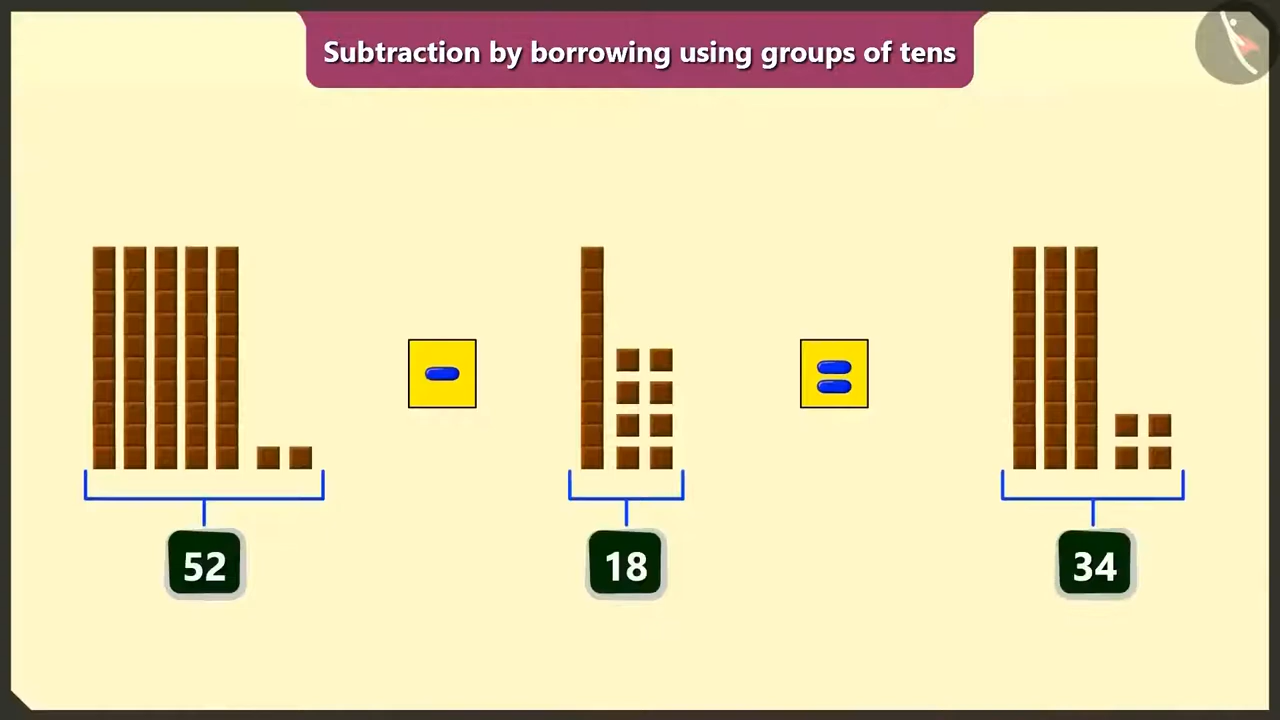 Subtraction by borrowing using groups of tens
- =
52 18 34